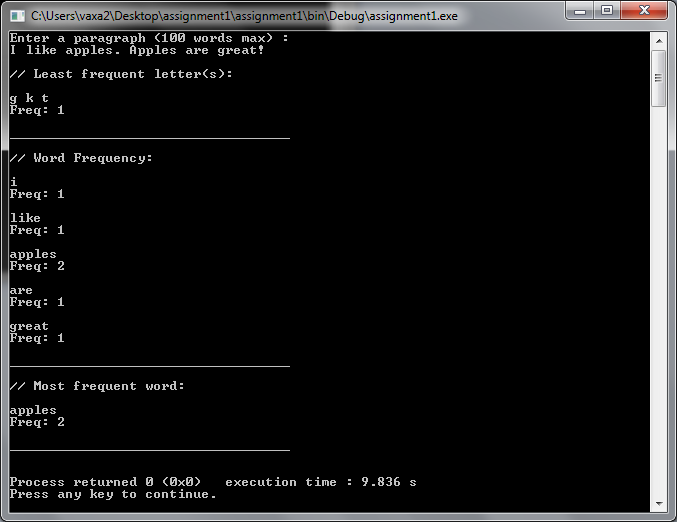 C:\Users\vaxa2\Desktop\assignment1\assignment1\bin\Debug\assignment1.exe
Enter a paragraph (100 words max) :
I like apples. Apples are great!
// Least frequent letter(s):
g k t
Freq: 1
// Word Frequency:
i
Freq: 1
like
Freq: 1
apples
Freq: 2
are
Freq: 1
great
Freq: 1
// Most frequent word:
apples
Freq: 2
Process returned 0 (0x0)   execution time : 9.836 s
Press any key to continue.